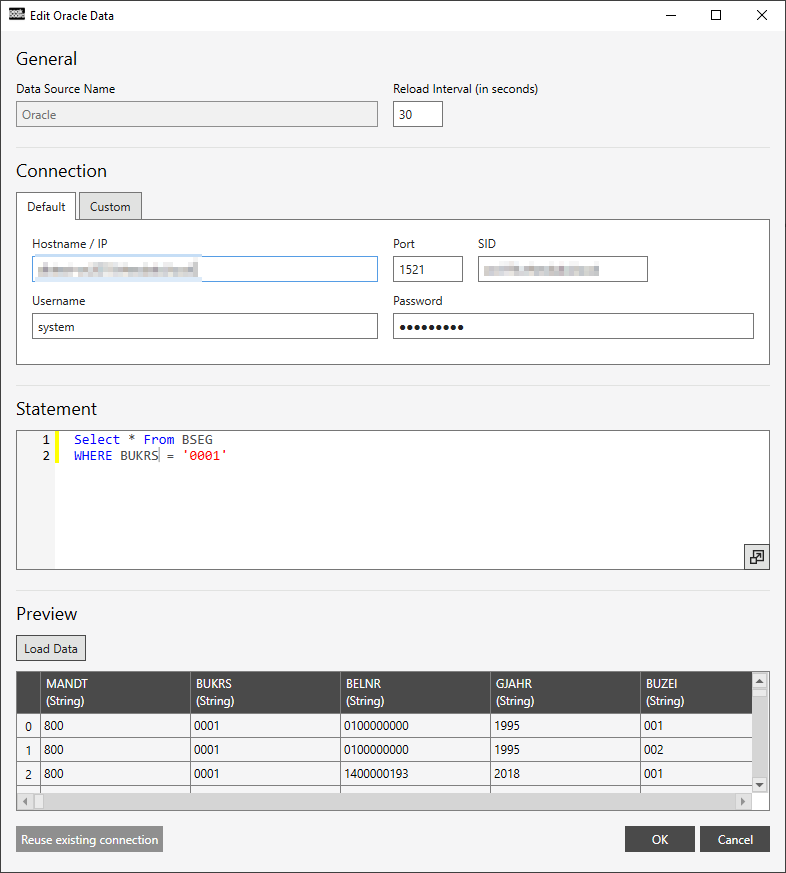 Edit Oracle Data
General
Data Source Name Reload Interval (in seconds)
Oracle 30
Connection
Default Custom
Hostname / IP Port SID
1521
Username Password
system ●●●●●●●●●
Statement
1 Select * From BSEG
2 WHERE BUKRS = '0001'
Preview
Load Data
MANDT BUKRS BELNR GJAHR BUZEI
(String) (String) (String) (String) (String)
0 800 0001 0100000000 1995 001
1 800 0001 0100000000 1995 002
2 800 0001 1400000193 2018 001
Reuse existing connection OK Cancel